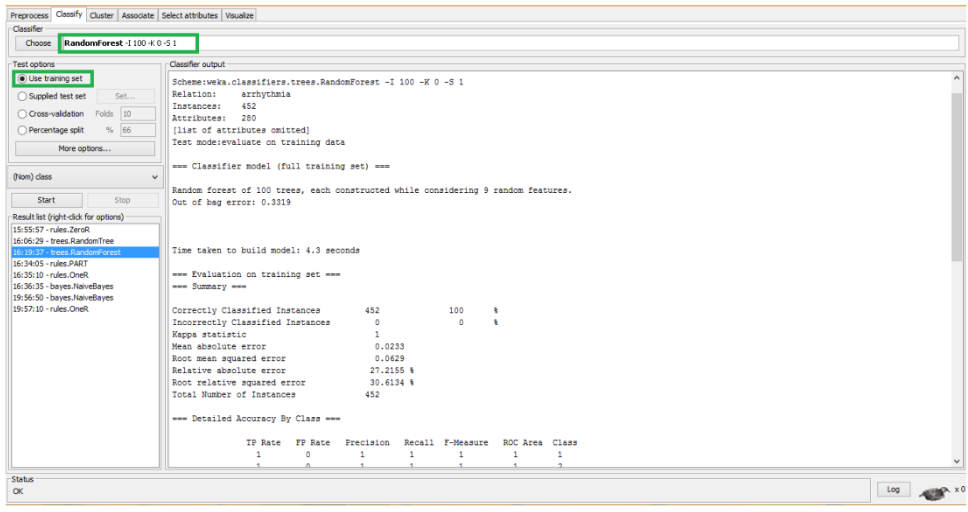 Preprocess Classify Cluster Associate Select attributes Visualize
Classifier
Choose RandomForest -I 100 -K 0 -S 1
Test options
Use training set
Supplied test set Set...
Cross-validation Folds 10
Percentage split % 66
More options...
(Nom) class
Start Stop
Result list (right-click for options)
15:55:57 - rules.ZeroR
16:06:29 - trees.RandomTree
16:19:37 - trees.RandomForest
16:34:05 - rules.PART
16:35:10 - rules.OneR
16:36:35 - bayes.NaiveBayes
19:56:50 - bayes.NaiveBayes
19:57:10 - rules.OneR
Classifier output
Scheme:weka.classifiers.trees.RandomForest -I 100 -K 0 -S 1
Relation: arrhythmia
Instances: 452
Attributes: 280
[list of attributes omitted]
Test mode:evaluate on training data
=== Classifier model (full training set) ===
Random forest of 100 trees, each constructed while considering 9 random features.
Out of bag error: 0.3319
Time taken to build model: 4.3 seconds
=== Evaluation on training set ===
=== Summary ===
Correctly Classified Instances 452 100 %
Incorrectly Classified Instances 0 0 %
Kappa statistic 1
Mean absolute error 0.0233
Root mean squared error 0.0629
Relative absolute error 27.2155 %
Root relative squared error 30.6134 %
Total Number of Instances 452
=== Detailed Accuracy By Class ===
TP Rate FP Rate Precision Recall F-Measure ROC Area Class
1 0 1 1 1 1 1
1 0 1 1 1 1 2
Status
OK
Log x 0